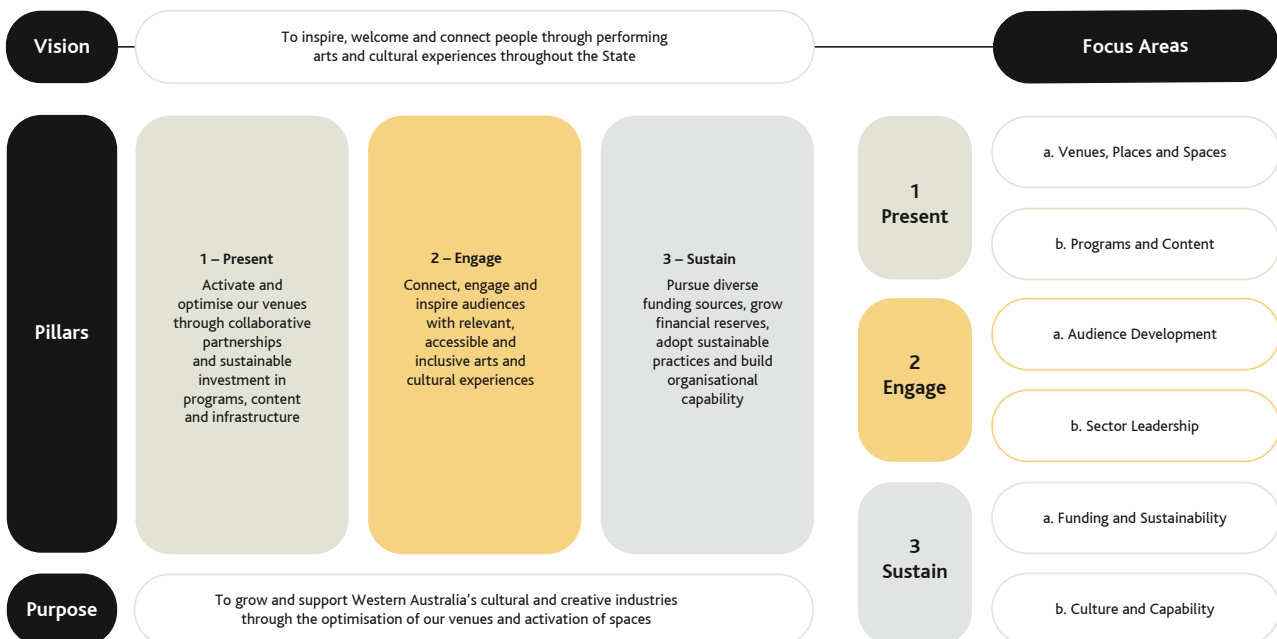 Vision
To inspire, welcome and connect people through performing
arts and cultural experiences throughout the State
Focus Areas
Pillars
1 – Present
Activate and
optimise our venues
through collaborative
partnerships
and sustainable
investment in
programs, content
and infrastructure
2 – Engage
Connect, engage and
inspire audiences
with relevant,
accessible and
inclusive arts and
cultural experiences
3 – Sustain
Pursue diverse
funding sources, grow
financial reserves,
adopt sustainable
practices and build
organisational
capability
1
Present
a. Venues, Places and Spaces
b. Programs and Content
2
Engage
a. Audience Development
b. Sector Leadership
3
Sustain
a. Funding and Sustainability
b. Culture and Capability
Purpose
To grow and support Western Australia's cultural and creative industries
through the optimisation of our venues and activation of spaces